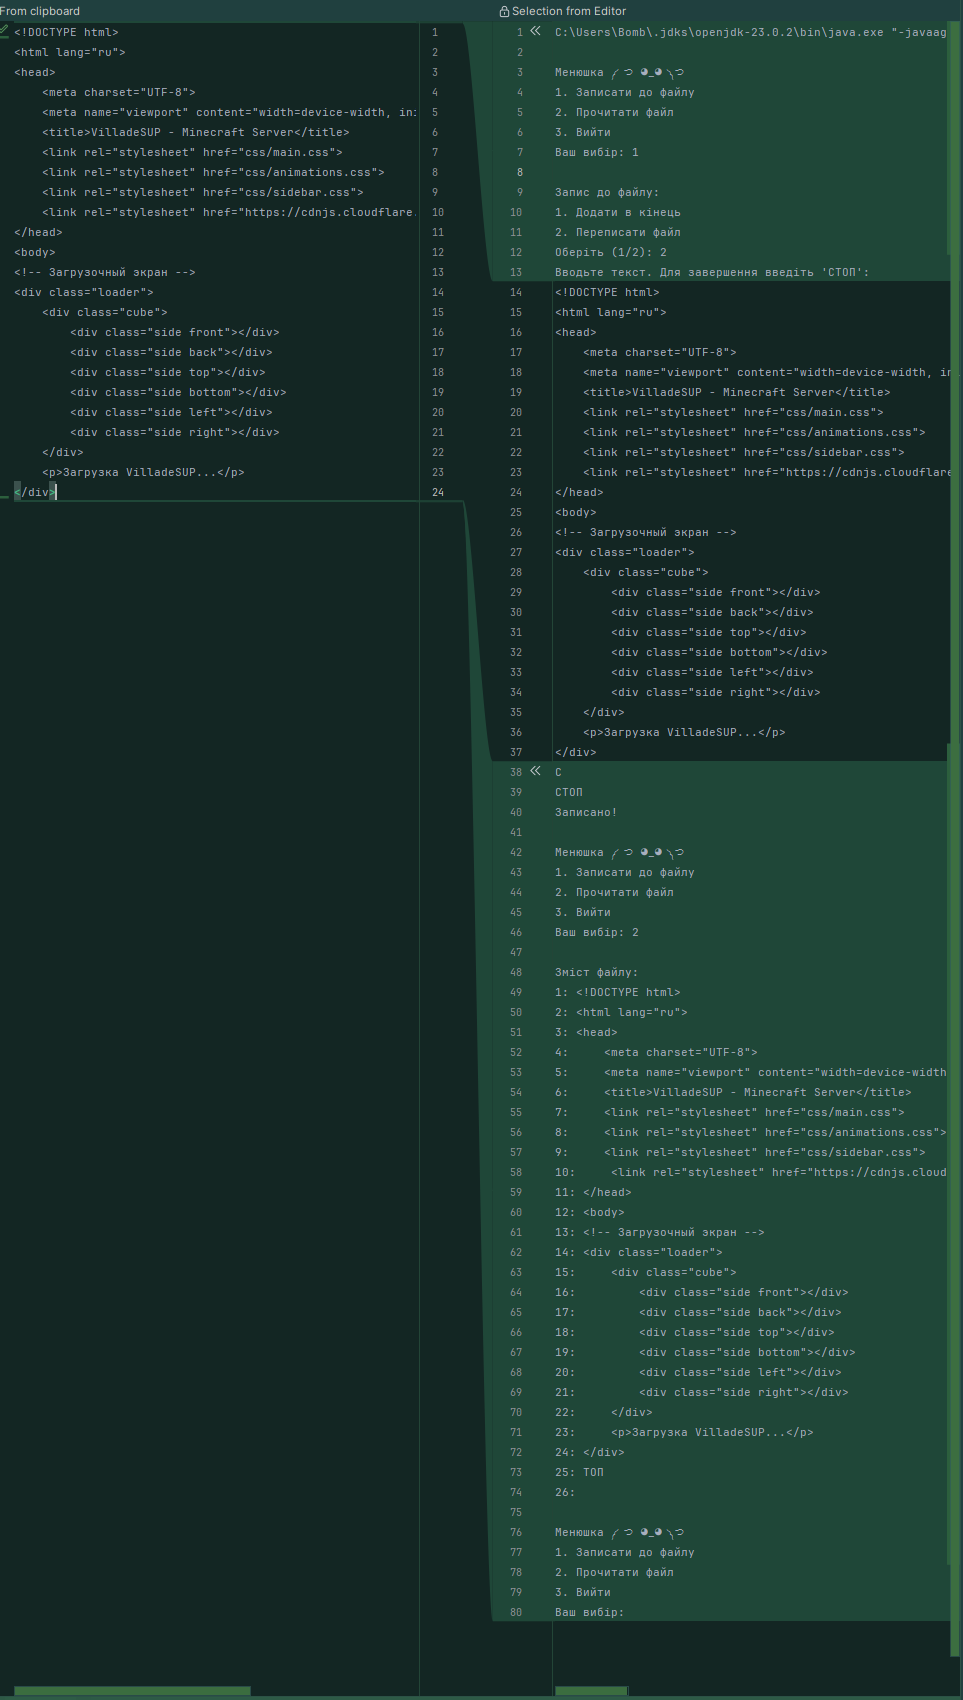 From clipboard
<!DOCTYPE html>
<html lang="ru">
<head>
    <meta charset="UTF-8">
    <meta name="viewport" content="width=device-width, in
    <title>VilladeSUP - Minecraft Server</title>
    <link rel="stylesheet" href="css/main.css">
    <link rel="stylesheet" href="css/animations.css">
    <link rel="stylesheet" href="css/sidebar.css">
    <link rel="stylesheet" href="https://cdnjs.cloudflare.
</head>
<body>
<!-- Загрузочный экран -->
<div class="loader">
    <div class="cube">
        <div class="side front"></div>
        <div class="side back"></div>
        <div class="side top"></div>
        <div class="side bottom"></div>
        <div class="side left"></div>
        <div class="side right"></div>
    </div>
    <p>Загрузка VilladeSUP...</p>
</div>
1
2
3
4
5
6
7
8
9
10
11
12
13
14
15
16
17
18
19
20
21
22
23
24
Selection from Editor
1 C:\Users\Bomb\.jdks\openjdk-23.0.2\bin\java.exe "-javaag
2
3 Менюшка ╭ つ ◕_◕ ╮つ
4 1. Записати до файлу
5 2. Прочитати файл
6 3. Вийти
7 Ваш вибір: 1
8
9 Запис до файлу:
10 1. Додати в кінець
11 2. Переписати файл
12 Оберіть (1/2): 2
13 Вводьте текст. Для завершення введіть 'СТОП':
14 <!DOCTYPE html>
15 <html lang="ru">
16 <head>
17     <meta charset="UTF-8">
18     <meta name="viewport" content="width=device-width, in
19     <title>VilladeSUP - Minecraft Server</title>
20     <link rel="stylesheet" href="css/main.css">
21     <link rel="stylesheet" href="css/animations.css">
22     <link rel="stylesheet" href="css/sidebar.css">
23     <link rel="stylesheet" href="https://cdnjs.cloudflare
24 </head>
25 <body>
26 <!-- Загрузочный экран -->
27 <div class="loader">
28     <div class="cube">
29         <div class="side front"></div>
30         <div class="side back"></div>
31         <div class="side top"></div>
32         <div class="side bottom"></div>
33         <div class="side left"></div>
34         <div class="side right"></div>
35     </div>
36     <p>Загрузка VilladeSUP...</p>
37 </div>
38 С
39 СТОП
40 Записано!
41
42 Менюшка ╭ つ ◕_◕ ╮つ
43 1. Записати до файлу
44 2. Прочитати файл
45 3. Вийти
46 Ваш вибір: 2
47
48 Зміст файлу:
49 1: <!DOCTYPE html>
50 2: <html lang="ru">
51 3: <head>
52 4:     <meta charset="UTF-8">
53 5:     <meta name="viewport" content="width=device-width
54 6:     <title>VilladeSUP - Minecraft Server</title>
55 7:     <link rel="stylesheet" href="css/main.css">
56 8:     <link rel="stylesheet" href="css/animations.css">
57 9:     <link rel="stylesheet" href="css/sidebar.css">
58 10:     <link rel="stylesheet" href="https://cdnjs.cloud
59 11: </head>
60 12: <body>
61 13: <!-- Загрузочный экран -->
62 14: <div class="loader">
63 15:     <div class="cube">
64 16:         <div class="side front"></div>
65 17:         <div class="side back"></div>
66 18:         <div class="side top"></div>
67 19:         <div class="side bottom"></div>
68 20:         <div class="side left"></div>
69 21:         <div class="side right"></div>
70 22:     </div>
71 23:     <p>Загрузка VilladeSUP...</p>
72 24: </div>
73 25: ТОП
74 26:
75
76 Менюшка ╭ つ ◕_◕ ╮つ
77 1. Записати до файлу
78 2. Прочитати файл
79 3. Вийти
80 Ваш вибір: